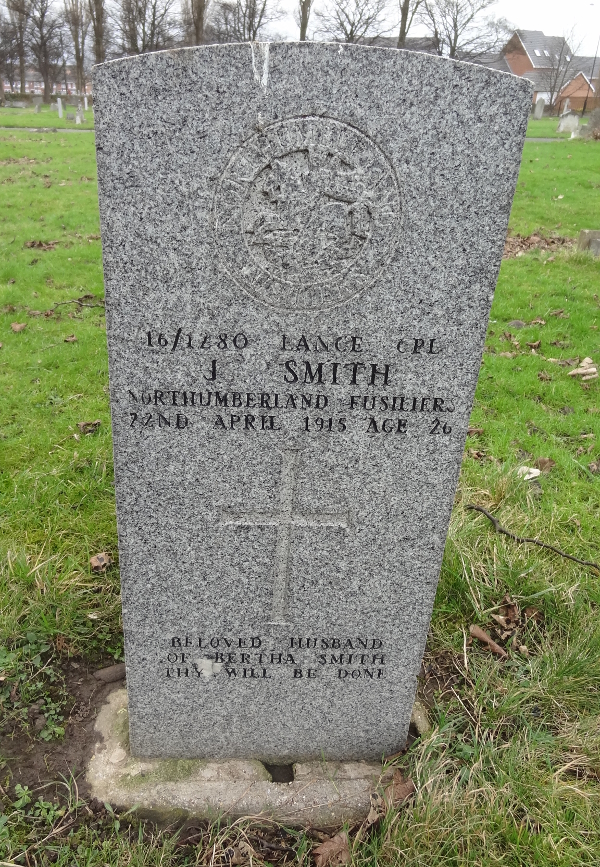 16/1280 LANCE CPL
J. SMITH
NORTHUMBERLAND FUSILIERS
22ND APRIL 1915 AGE 26
BELOVED HUSBAND
OF BERTHA SMITH
THY WILL BE DONE